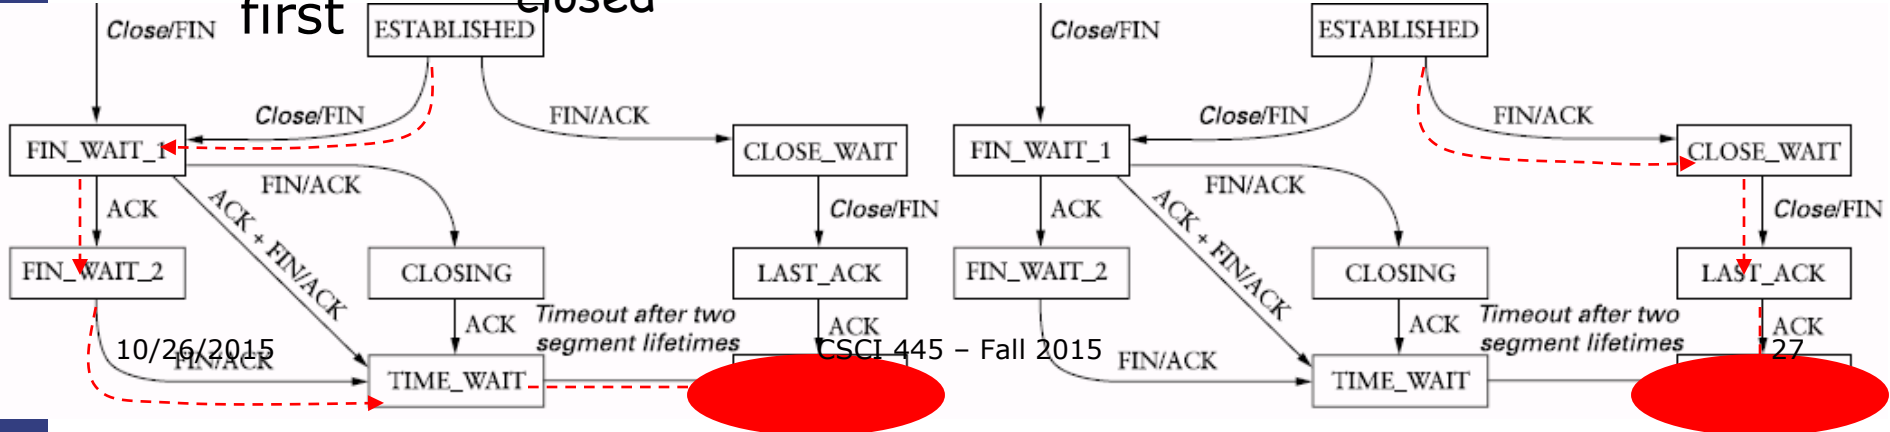 first
closed
Close/FIN
ESTABLISHED
Close/FIN
FIN/ACK
FIN_WAIT_1
CLOSE_WAIT
FIN/ACK
ACK
ACK + FIN/ACK
Close/FIN
FIN_WAIT_2
CLOSING
LAST_ACK
ACK
Timeout after two
segment lifetimes
ACK
FIN/ACK
TIME_WAIT
Close/FIN
ESTABLISHED
Close/FIN
FIN/ACK
FIN_WAIT_1
CLOSE_WAIT
FIN/ACK
ACK
ACK + FIN/ACK
Close/FIN
FIN_WAIT_2
CLOSING
LAST_ACK
ACK
Timeout after two
segment lifetimes
ACK
FIN/ACK
TIME_WAIT
10/26/2015
CSCI 445 – Fall 2015
27